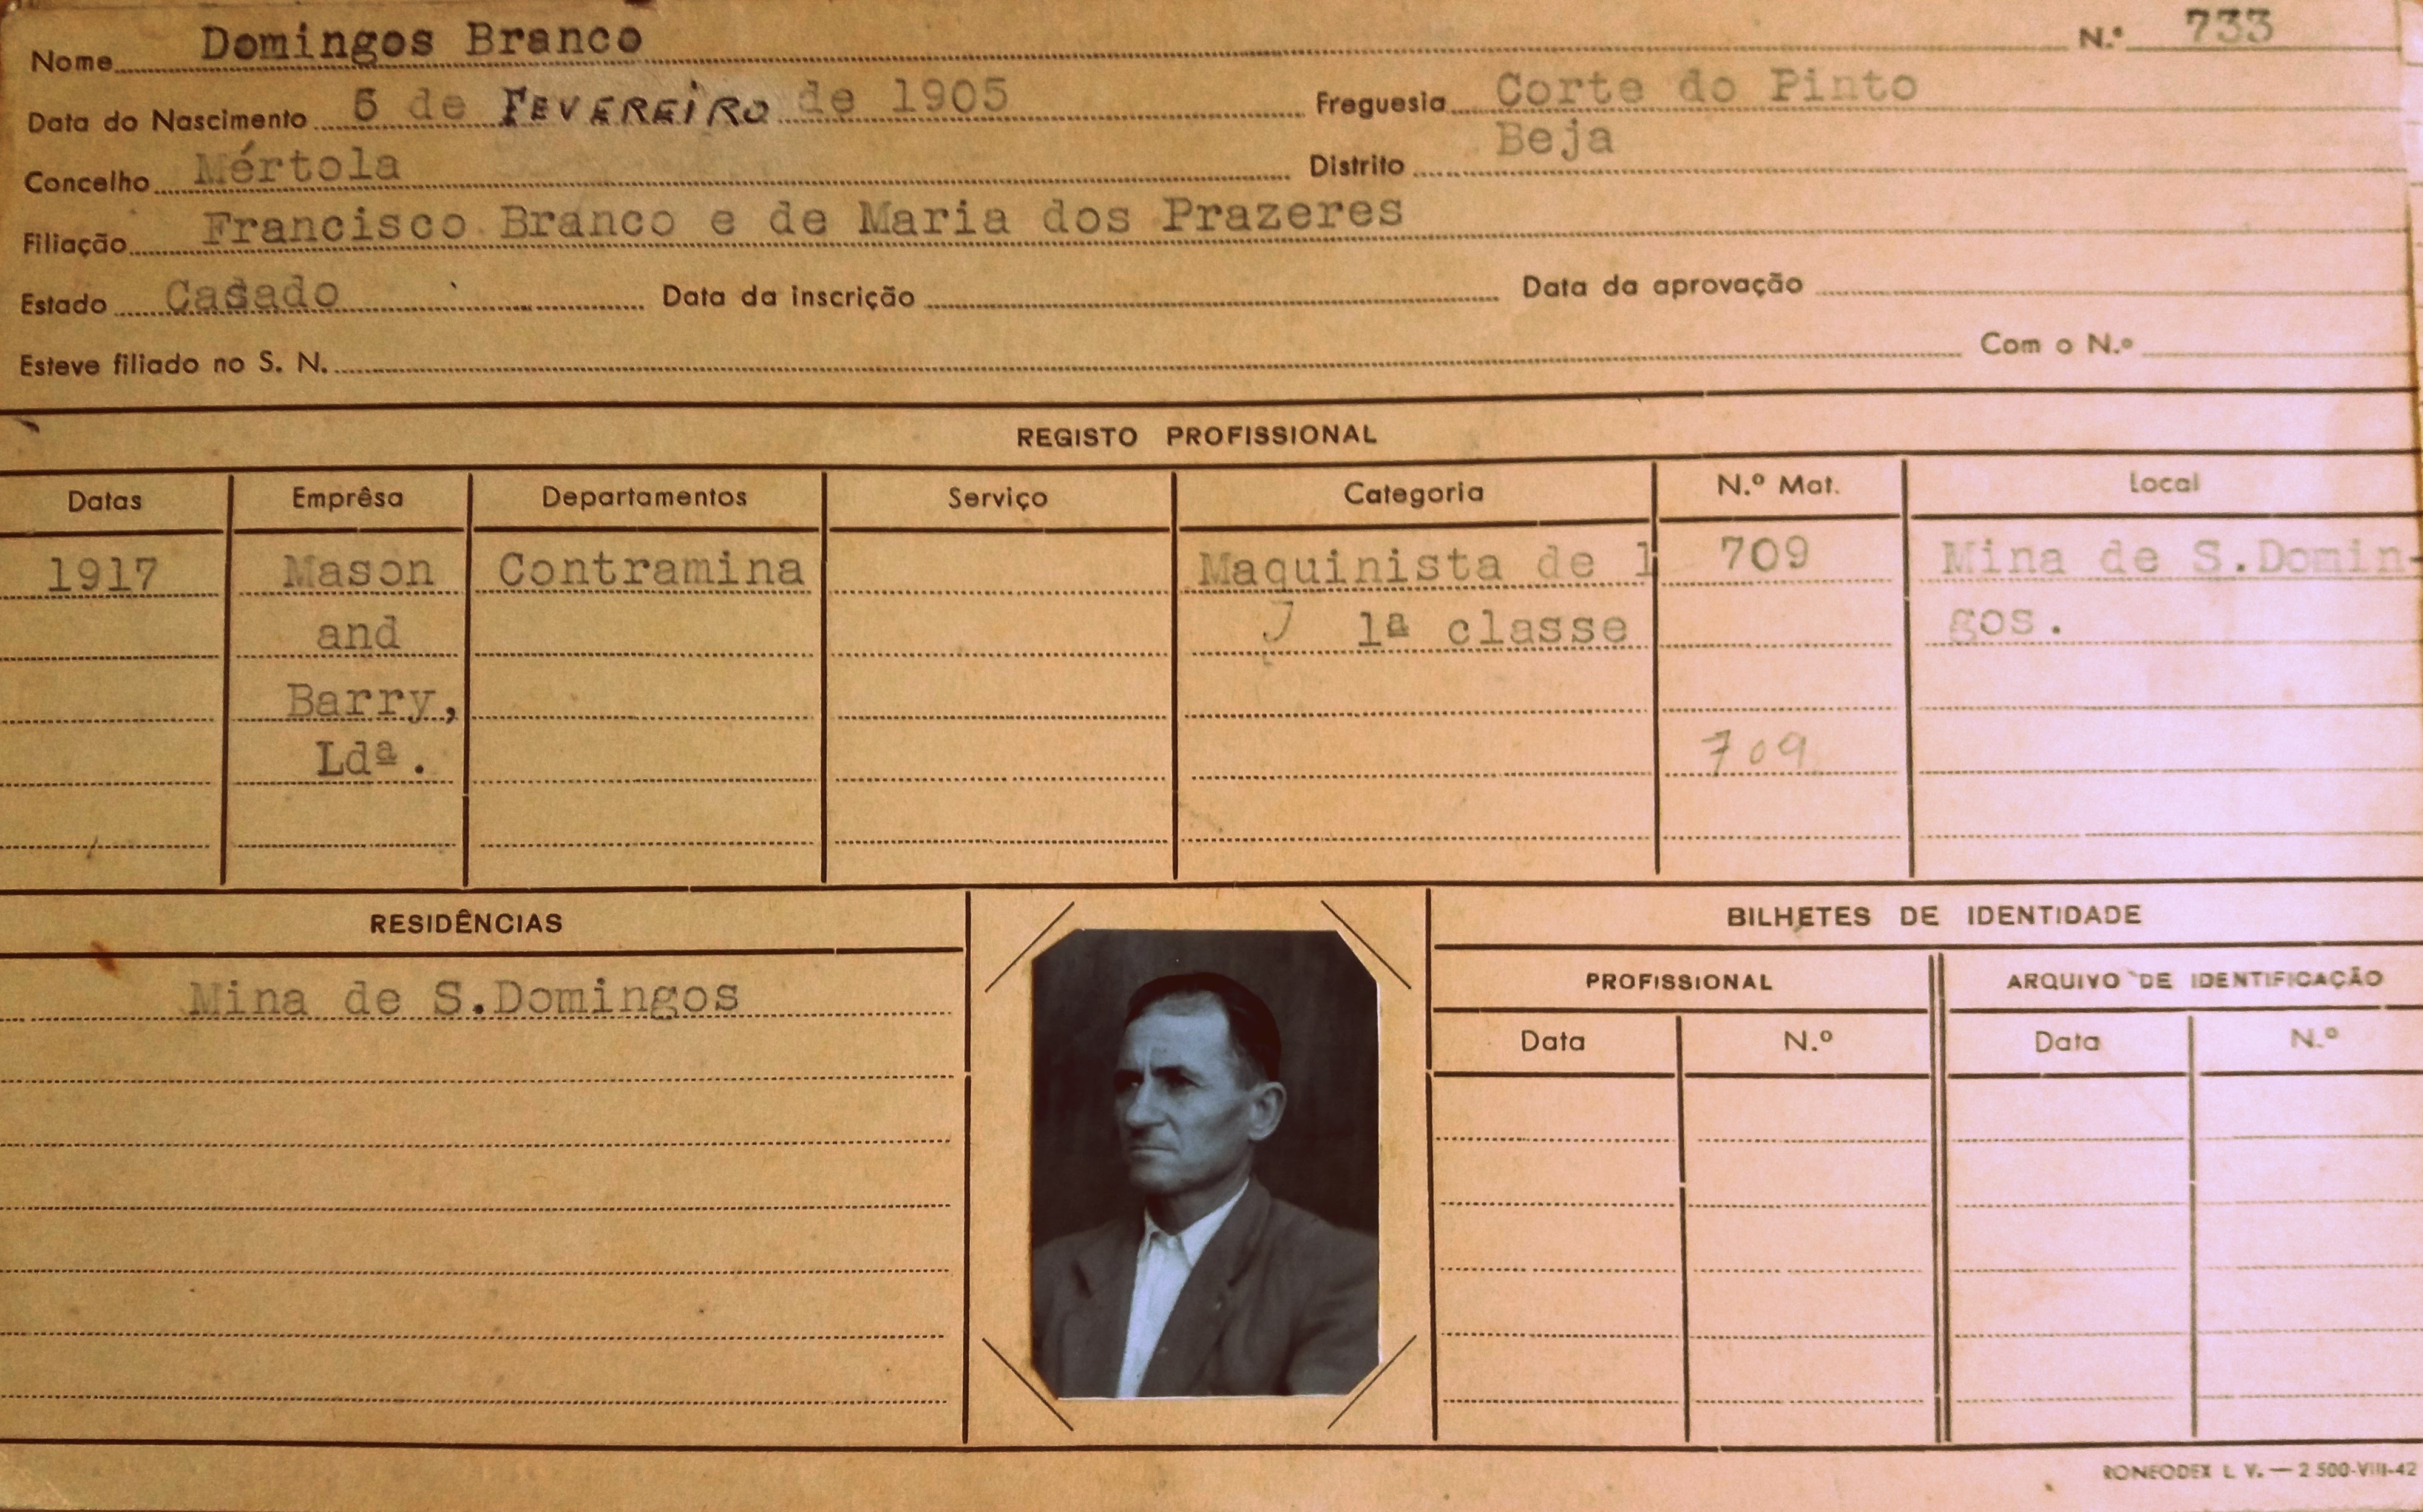 Nome Domingos Branco N.º 733
Data do Nascimento 6 de FEVEREIRO de 1905 Freguesia Corte do Pinto
Concelho Mértola Distrito Beja
Filiação Francisco Branco e de Maria dos Prazeres
Estado Casado Data da inscrição Data da aprovação
Esteve filiado no S. N. Com o N.º
REGISTO PROFISSIONAL
Datas Emprêsa Departamentos Serviço Categoria N.º Mat. Local
1917 Mason Contramina Maquinista de 1 709 Mina de S.Domin-
and 1ª classe gos.
Barry,
Ldª. 709
RESIDÊNCIAS BILHETES DE IDENTIDADE
PROFISSIONAL ARQUIVO DE IDENTIFICAÇÃO
Mina de S.Domingos
Data N.º Data N.º
RONEODEX L. V. — 2 500-VIII-42